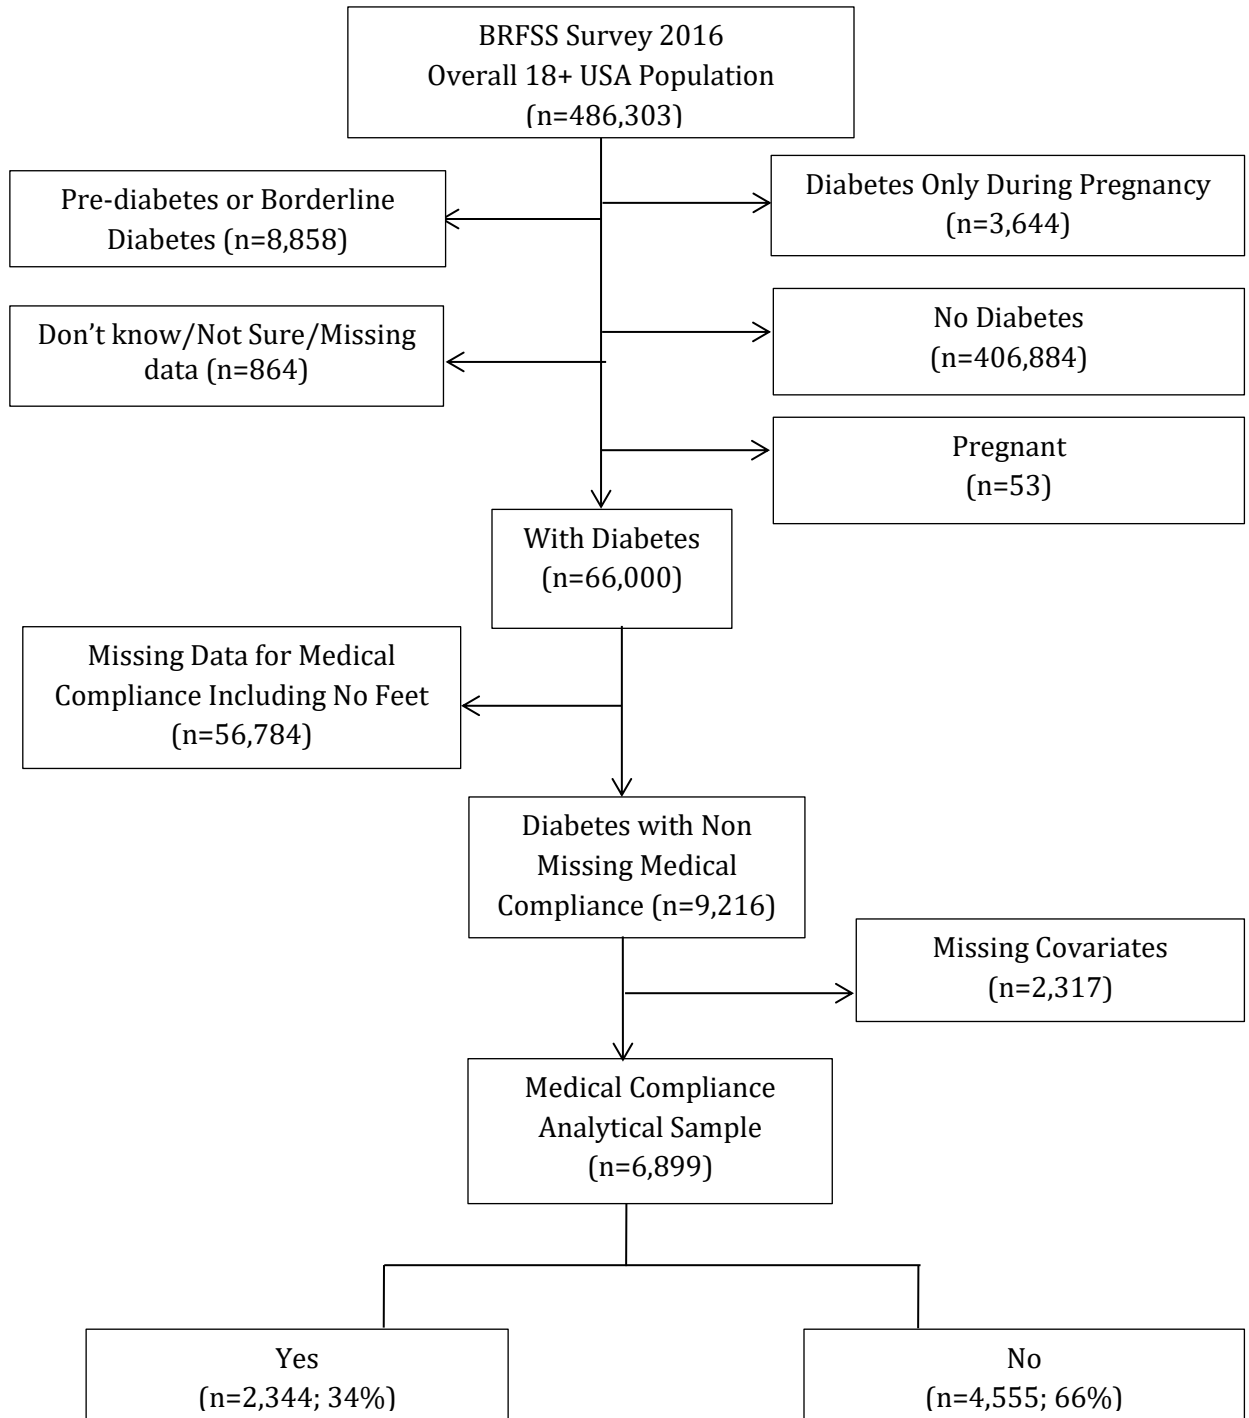 BRFSS Survey 2016
Overall 18+ USA Population
(n=486,303)
Pre-diabetes or Borderline
Diabetes (n=8,858)
Diabetes Only During Pregnancy
(n=3,644)
Don’t know/Not Sure/Missing
data (n=864)
No Diabetes
(n=406,884)
Pregnant
(n=53)
With Diabetes
(n=66,000)
Missing Data for Medical
Compliance Including No Feet
(n=56,784)
Diabetes with Non
Missing Medical
Compliance (n=9,216)
Missing Covariates
(n=2,317)
Medical Compliance
Analytical Sample
(n=6,899)
Yes
(n=2,344; 34%)
No
(n=4,555; 66%)